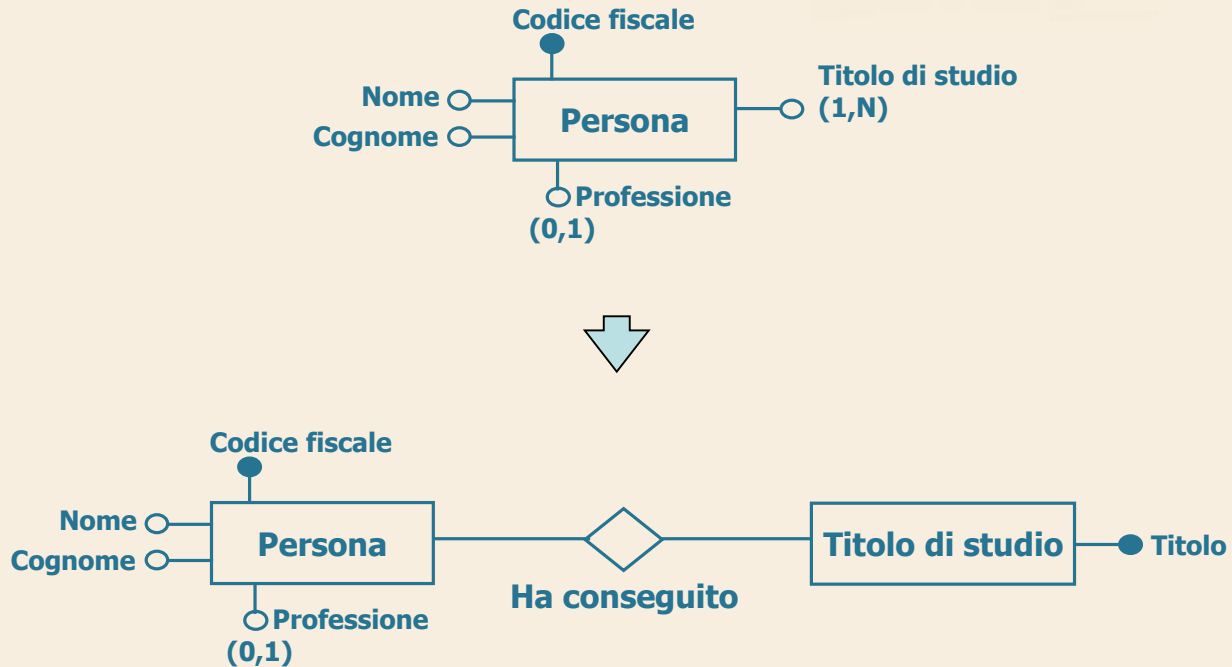 Codice fiscale
Nome
Cognome
Persona
Titolo di studio
(1,N)
Professione
(0,1)
Codice fiscale
Nome
Cognome
Persona
Ha conseguito
Titolo di studio
Titolo
Professione
(0,1)